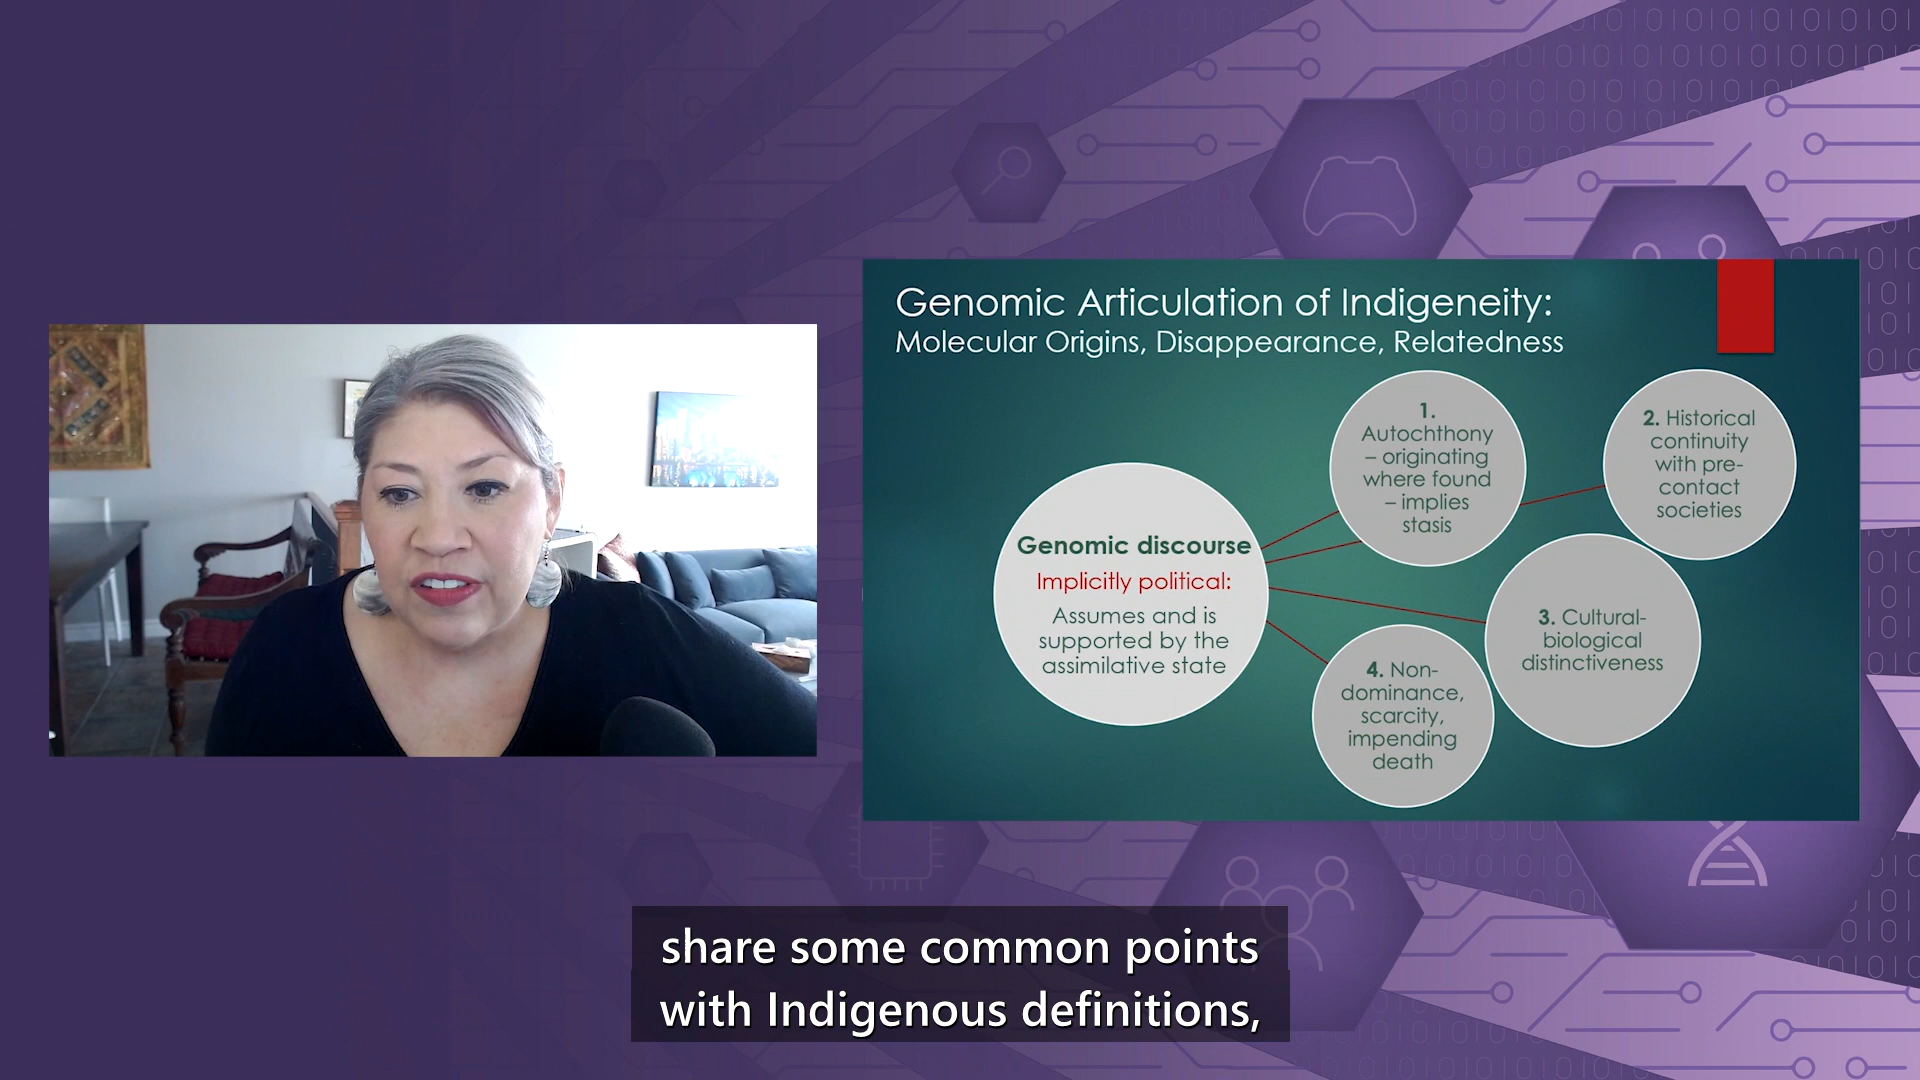 Genomic Articulation of Indigeneity:
Molecular Origins, Disappearance, Relatedness
Genomic discourse
Implicitly political:
Assumes and is
supported by the
assimilative state
1.
Autochthony
– originating
where found
– implies
stasis
2. Historical
continuity
with pre-
contact
societies
3. Cultural-
biological
distinctiveness
4. Non-
dominance,
scarcity,
impending
death
share some common points
with Indigenous definitions,